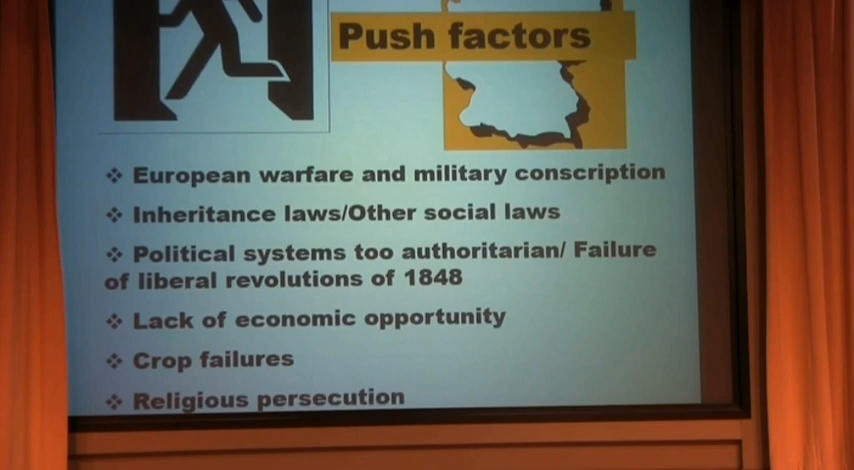 Push factors
❖ European warfare and military conscription
❖ Inheritance laws/Other social laws
❖ Political systems too authoritarian/ Failure
of liberal revolutions of 1848
❖ Lack of economic opportunity
❖ Crop failures
❖ Religious persecution